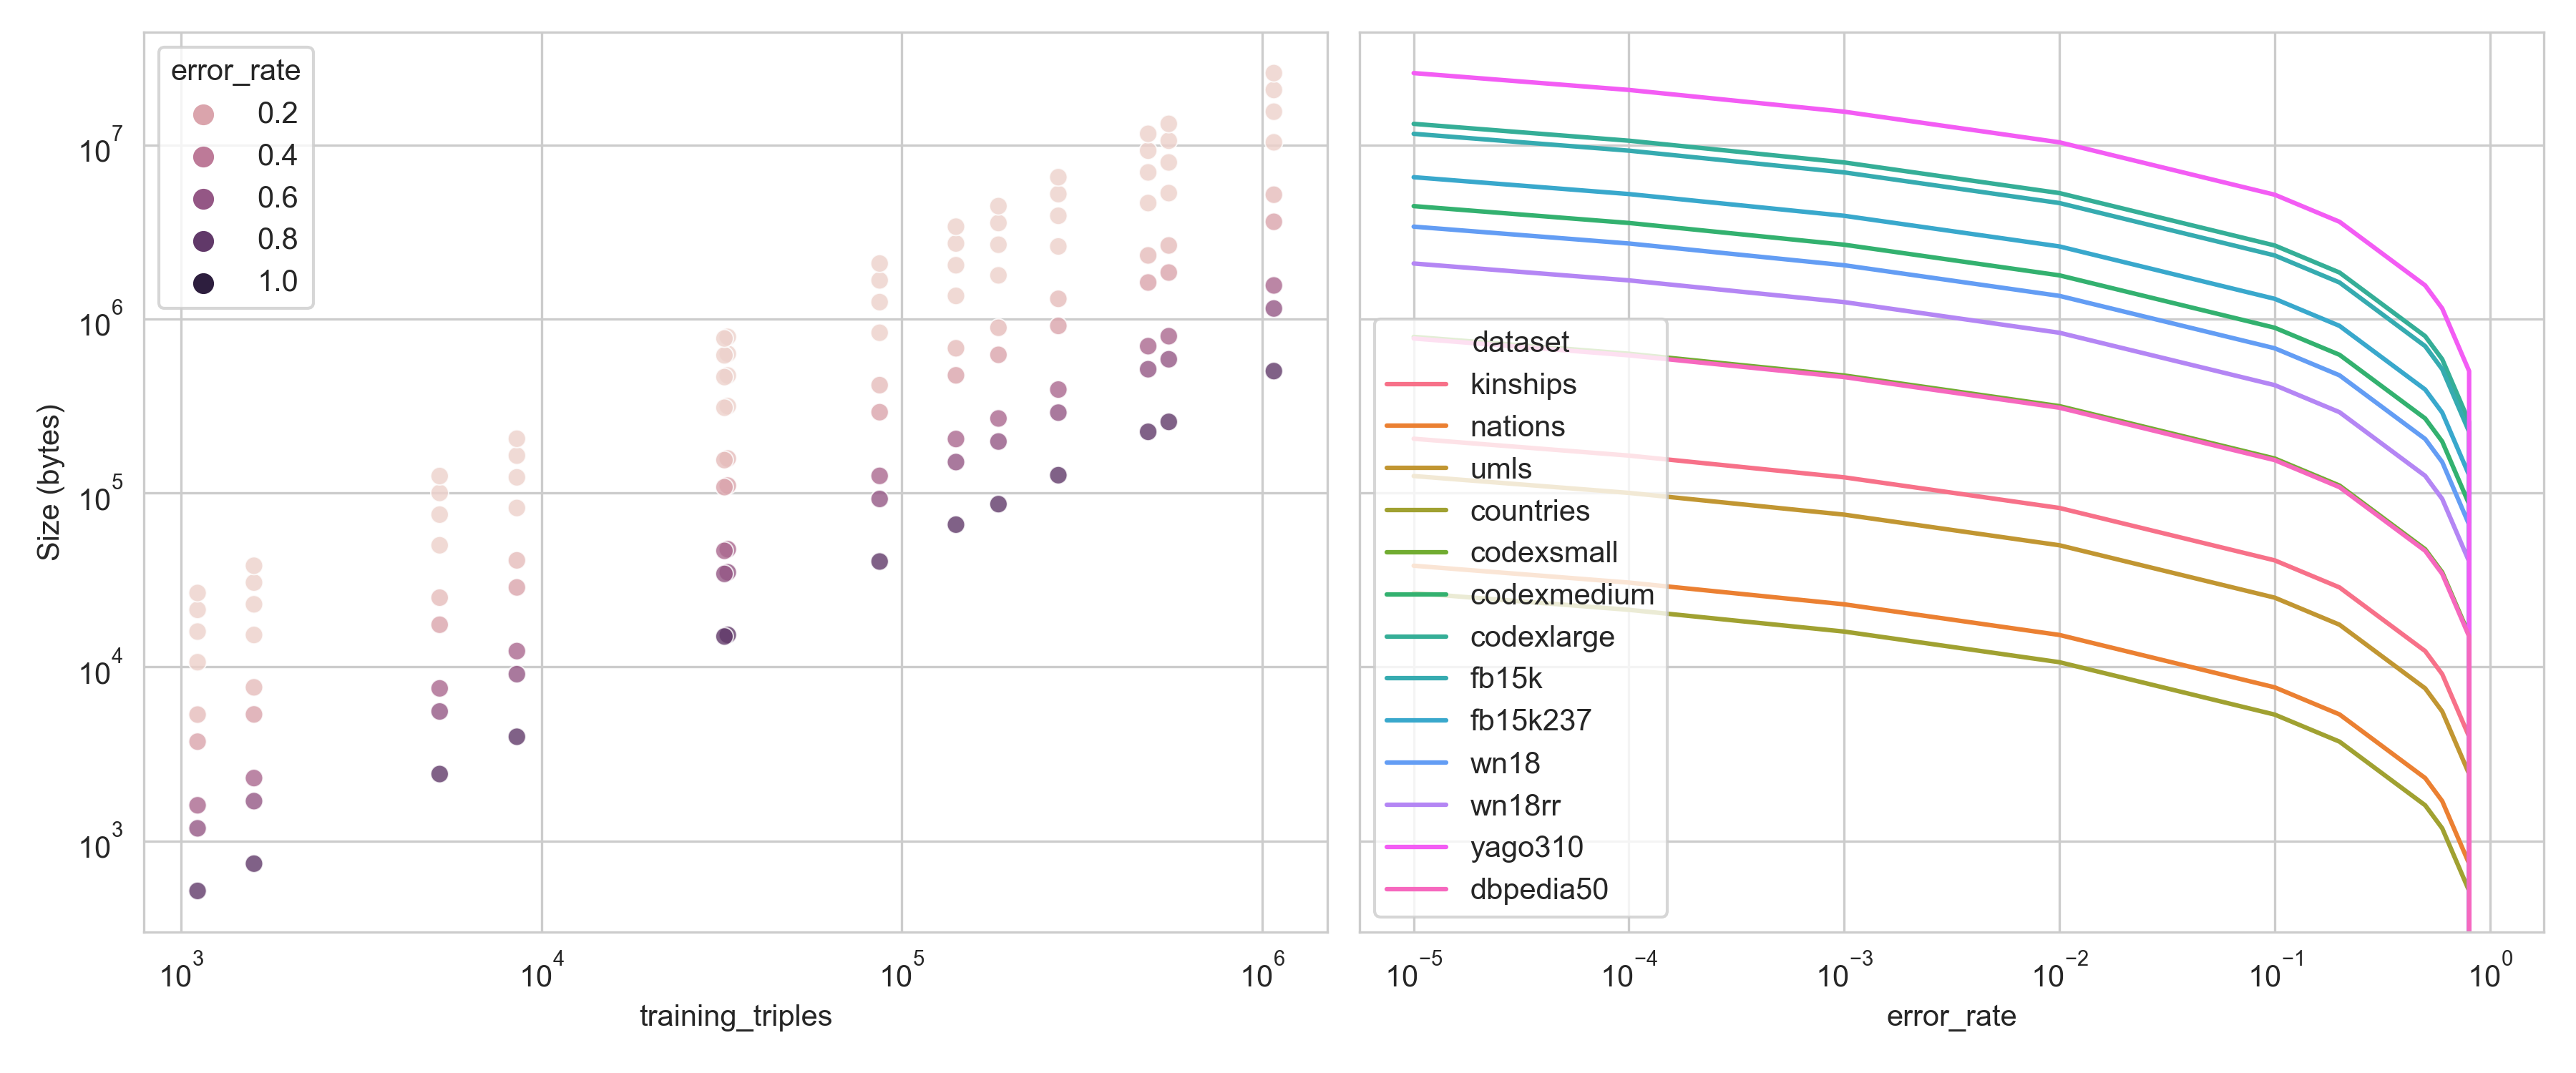 error_rate
0.2
0.4
0.6
0.8
1.0
10^7
10^6
10^5
10^4
10^3
Size (bytes)
10^3
10^4
10^5
10^6
training_triples
dataset
kinships
nations
umls
countries
codexsmall
codexmedium
codexlarge
fb15k
fb15k237
wn18
wn18rr
yago310
dbpedia50
10^−5
10^−4
10^−3
10^−2
10^−1
10^0
error_rate